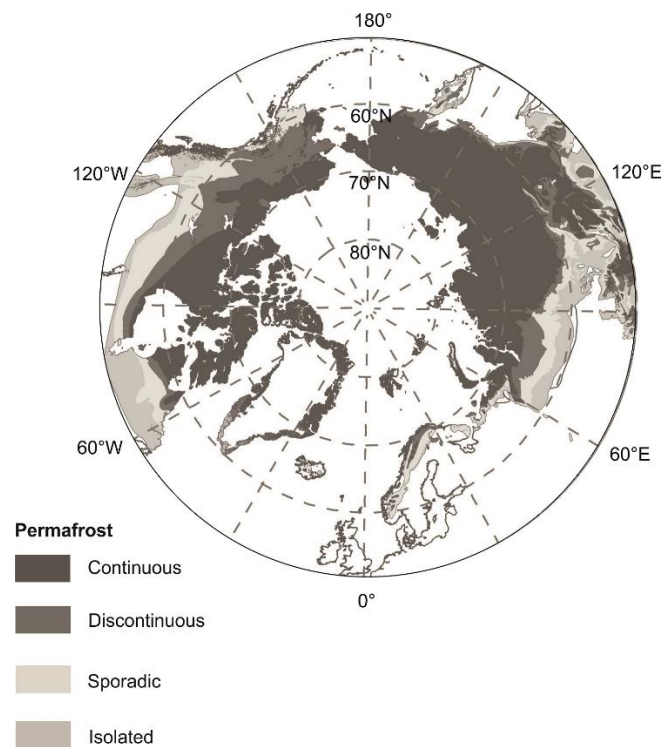 180°
60°N
120°W
120°E
70°N
80°N
60°W
60°E
0°
Permafrost
Continuous
Discontinuous
Sporadic
Isolated